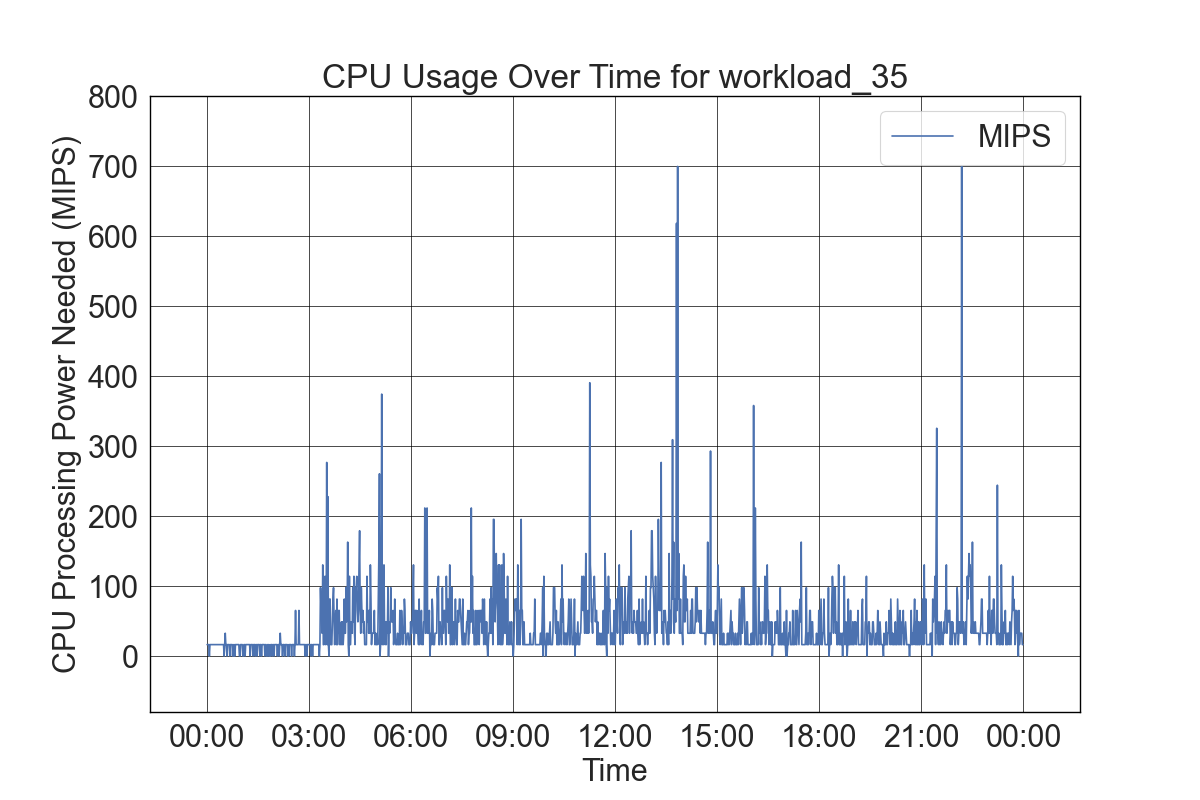 CPU Usage Over Time for workload_35
MIPS
CPU Processing Power Needed (MIPS)
800
700
600
500
400
300
200
100
0
00:00 03:00 06:00 09:00 12:00 15:00 18:00 21:00 00:00
Time